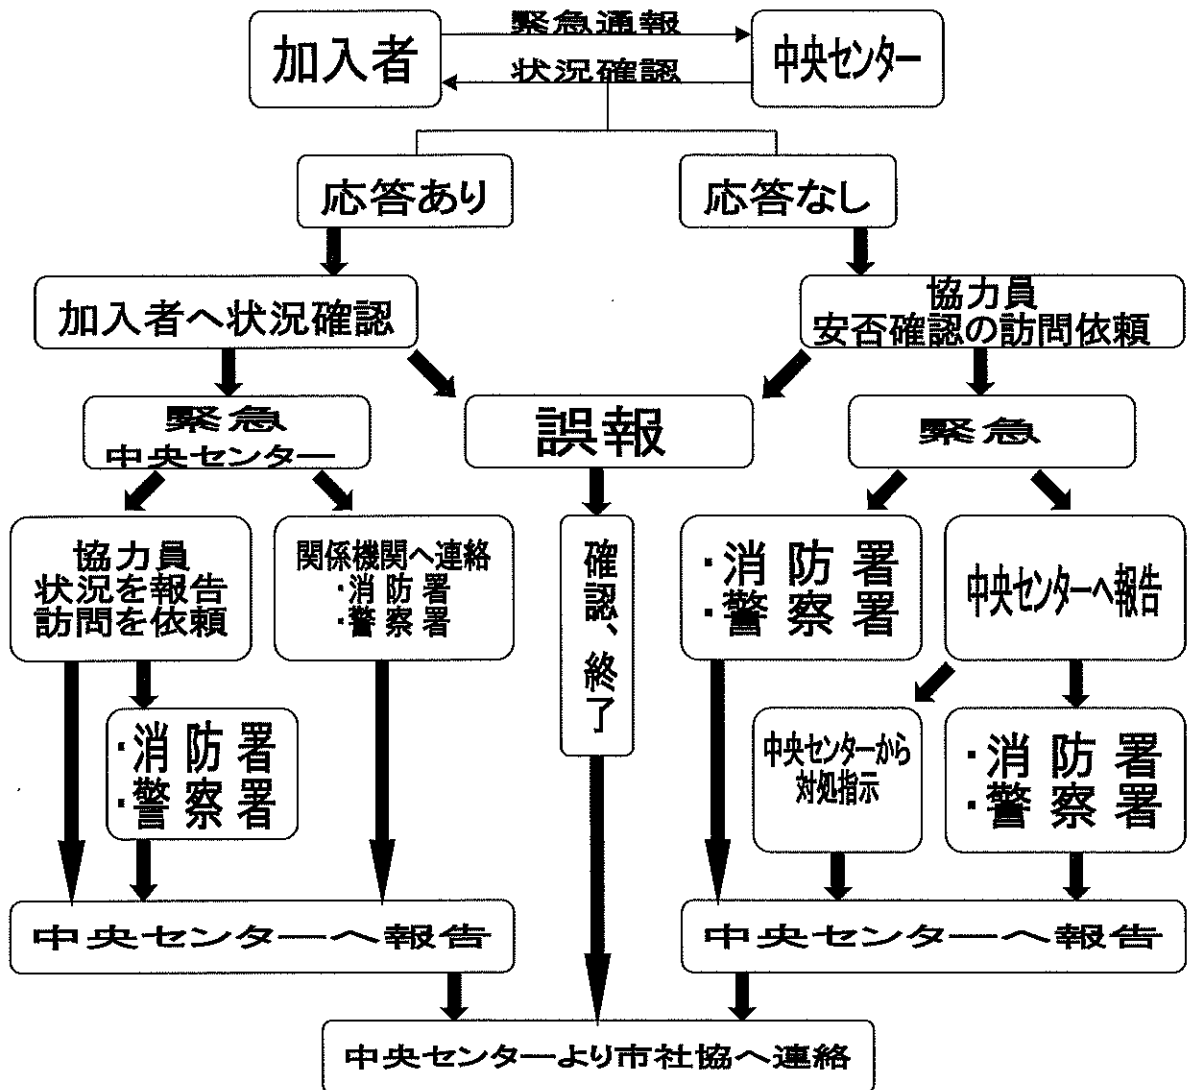 加入者
緊急通報
状況確認
中央センター
応答あり
応答なし
加入者へ状況確認
協力員
安否確認の訪問依頼
緊急
中央センター
誤報
緊急
協力員
状況を報告
訪問を依頼
関係機関へ連絡
・消防署
・警察署
確認、終了
・消防署
・警察署
中央センターへ報告
・消防署
・警察署
中央センターから
対処指示
・消防署
・警察署
中央センターへ報告
中央センターへ報告
中央センターより市社協へ連絡